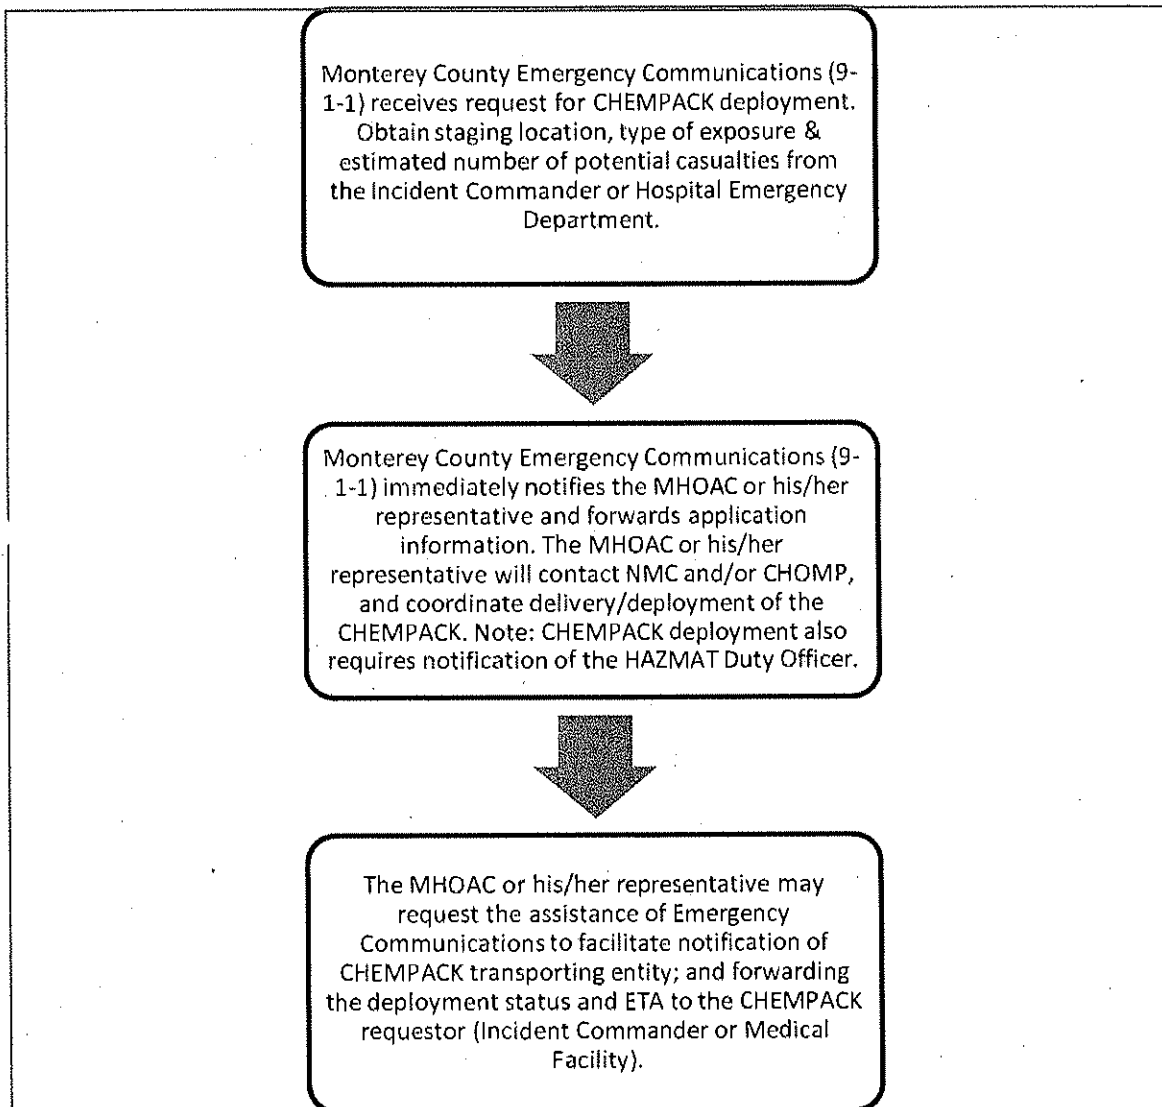 Monterey County Emergency Communications (9-
1-1) receives request for CHEMPACK deployment.
Obtain staging location, type of exposure &
estimated number of potential casualties from
the Incident Commander or Hospital Emergency
Department.
Monterey County Emergency Communications (9-
1-1) immediately notifies the MHOAC or his/her
representative and forwards application
information. The MHOAC or his/her
representative will contact NMC and/or CHOMP,
and coordinate delivery/deployment of the
CHEMPACK. Note: CHEMPACK deployment also
requires notification of the HAZMAT Duty Officer.
The MHOAC or his/her representative may
request the assistance of Emergency
Communications to facilitate notification of
CHEMPACK transporting entity; and forwarding
the deployment status and ETA to the CHEMPACK
requestor (Incident Commander or Medical
Facility).